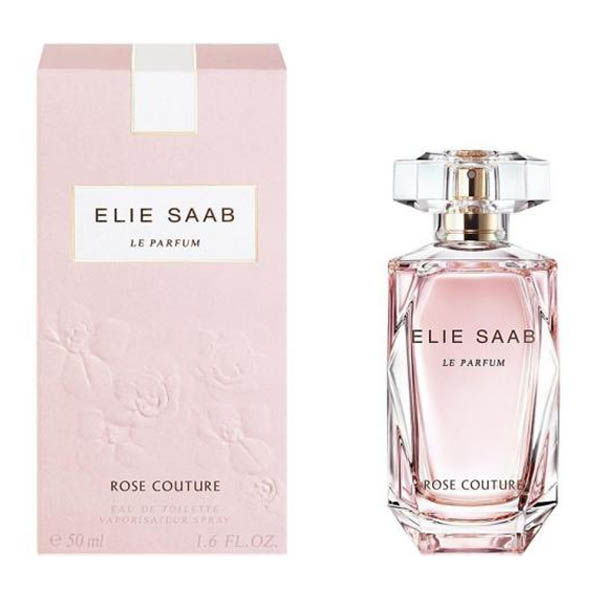 ELIE SAAB
LE PARFUM
ROSE COUTURE
EAU DE TOILETTE
VAPORISATEUR SPRAY
℮ 50 ml 1.6 FL.OZ.
ELIE SAAB
LE PARFUM
ROSE COUTURE